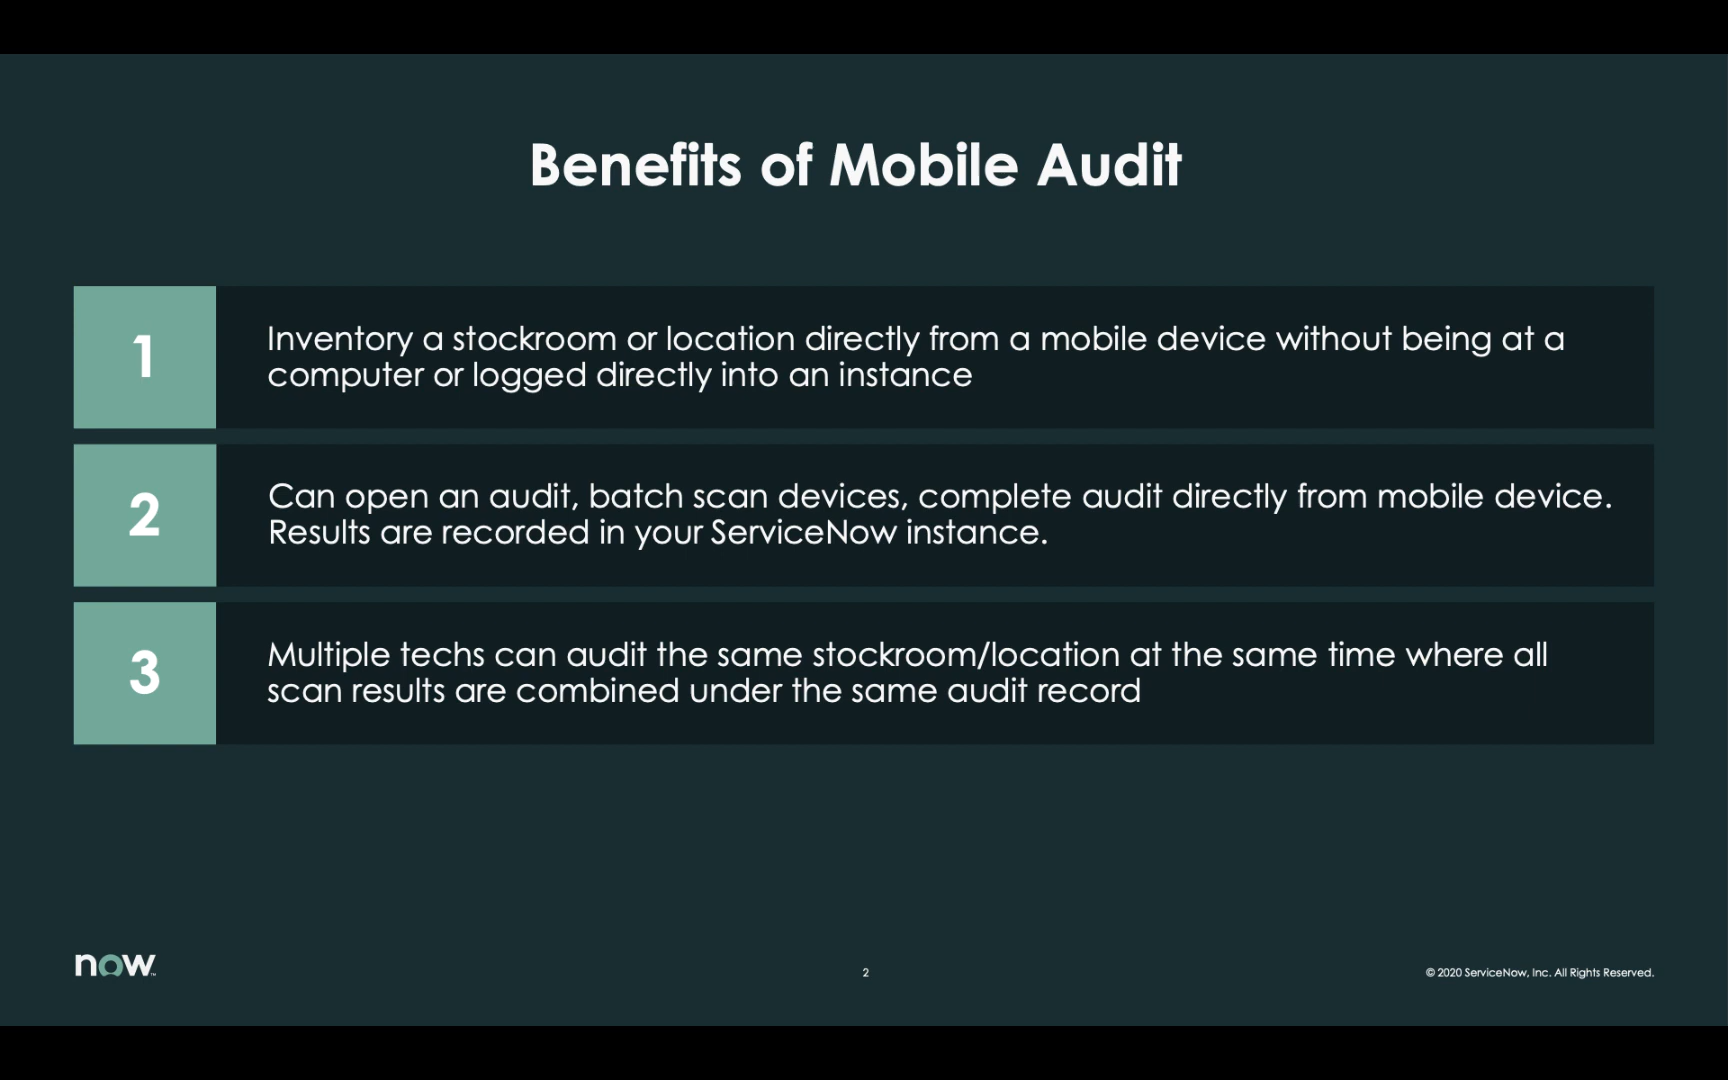 Benefits of Mobile Audit
1
Inventory a stockroom or location directly from a mobile device without being at a
computer or logged directly into an instance
2
Can open an audit, batch scan devices, complete audit directly from mobile device.
Results are recorded in your ServiceNow instance.
3
Multiple techs can audit the same stockroom/location at the same time where all
scan results are combined under the same audit record
now™
2
© 2020 ServiceNow, Inc. All Rights Reserved.